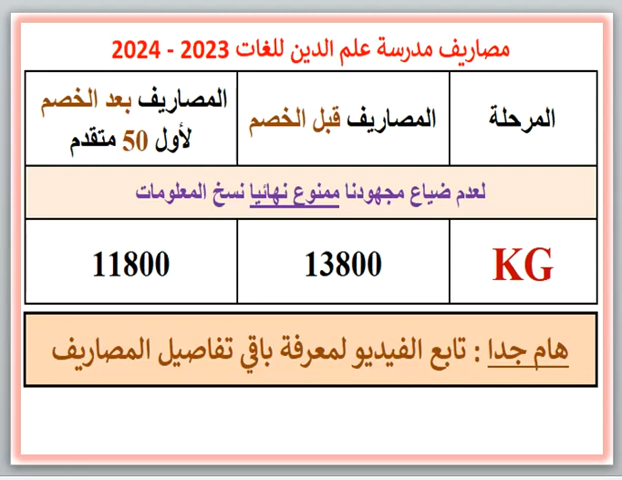 مصاريف مدرسة علم الدين للغات 2023 - 2024
المرحلة
المصاريف قبل الخصم
المصاريف بعد الخصم
لأول 50 متقدم
لعدم ضياع مجهودنا ممنوع نهائيا نسخ المعلومات
KG
13800
11800
هام جدا : تابع الفيديو لمعرفة باقي تفاصيل المصاريف